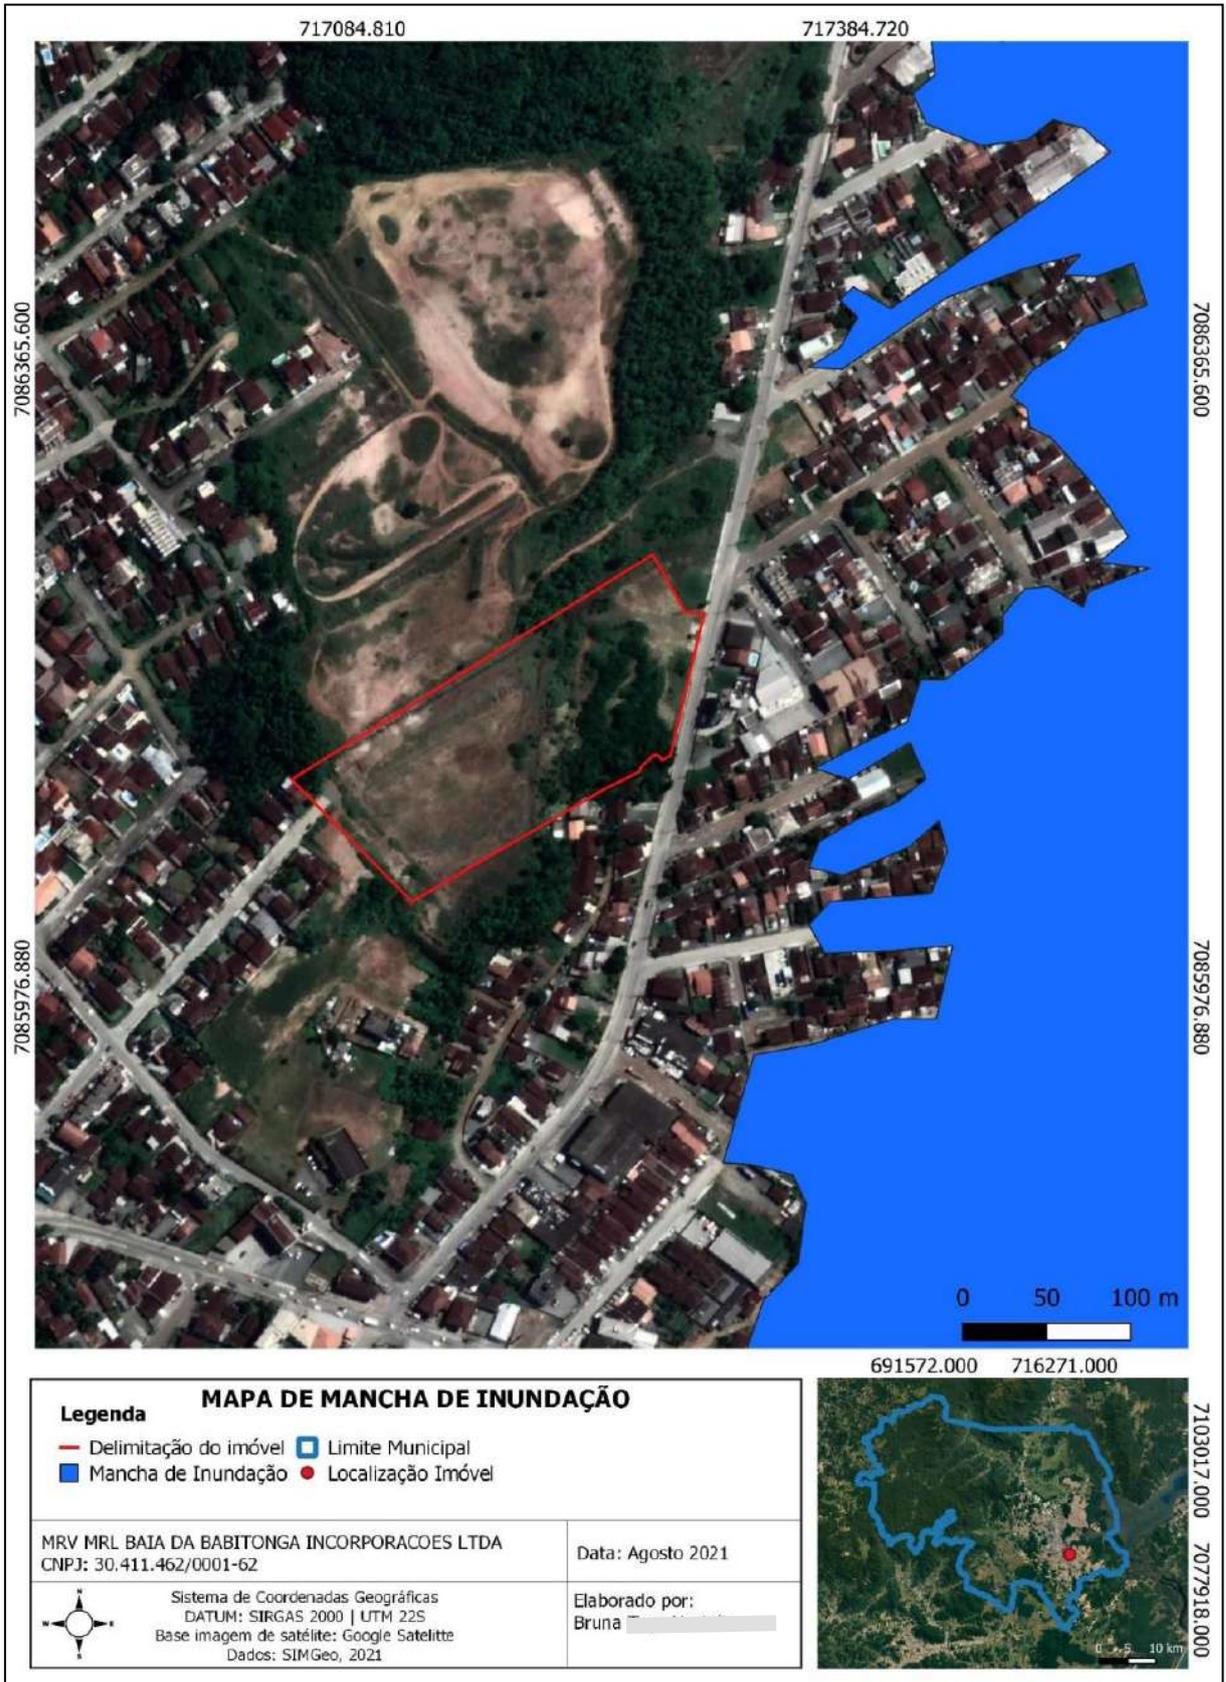 717084.810
717384.720
7086365.600
7086365.600
7085976.880
7085976.880
0 50 100 m
691572.000 716271.000
MAPA DE MANCHA DE INUNDAÇÃO
Legenda
Delimitação do imóvel
Limite Municipal
Mancha de Inundação
Localização Imóvel
7103017.000
7077918.000
MRV MRL BAIA DA BABITONGA INCORPORACOES LTDA
CNPJ: 30.411.462/0001-62
Data: Agosto 2021
N
W E
S
Sistema de Coordenadas Geográficas
DATUM: SIRGAS 2000 | UTM 22S
Base imagem de satélite: Google Satelitte
Dados: SIMGeo, 2021
Elaborado por:
Bruna
0 5 10 km